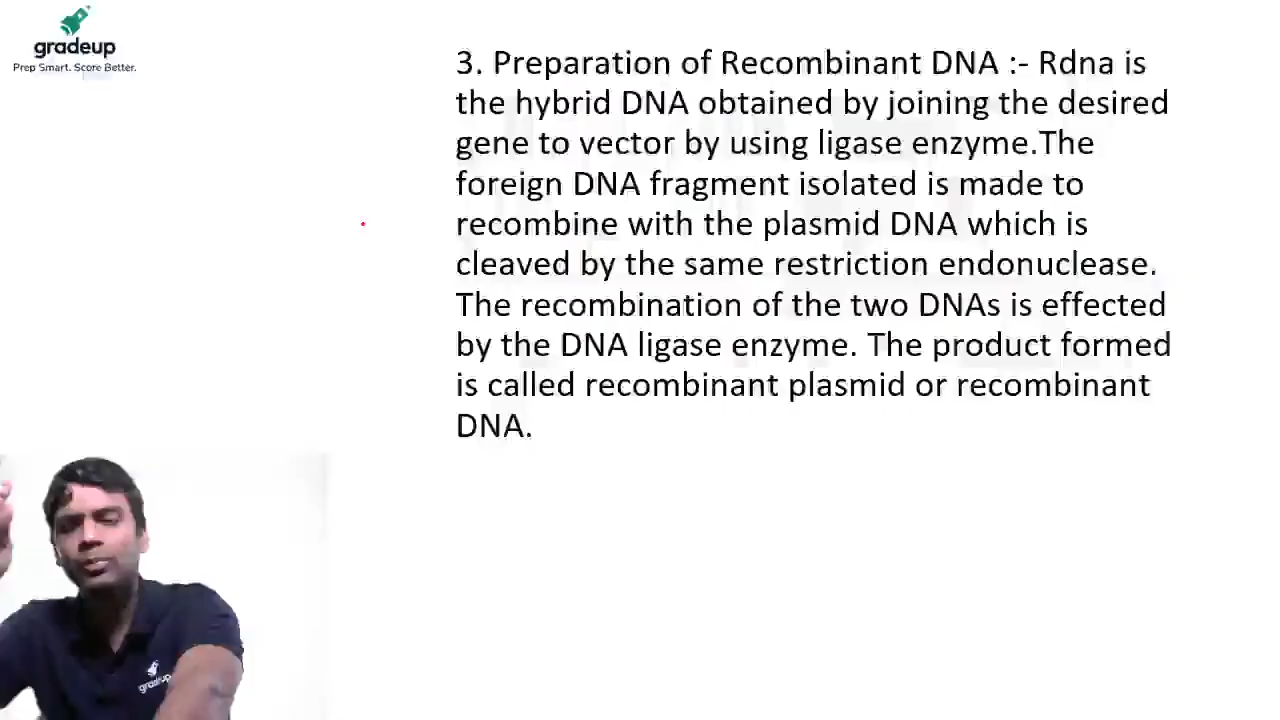 gradeup
Prep Smart. Score Better.
3. Preparation of Recombinant DNA :- Rdna is
the hybrid DNA obtained by joining the desired
gene to vector by using ligase enzyme.The
foreign DNA fragment isolated is made to
recombine with the plasmid DNA which is
cleaved by the same restriction endonuclease.
The recombination of the two DNAs is effected
by the DNA ligase enzyme. The product formed
is called recombinant plasmid or recombinant
DNA.
gradeup